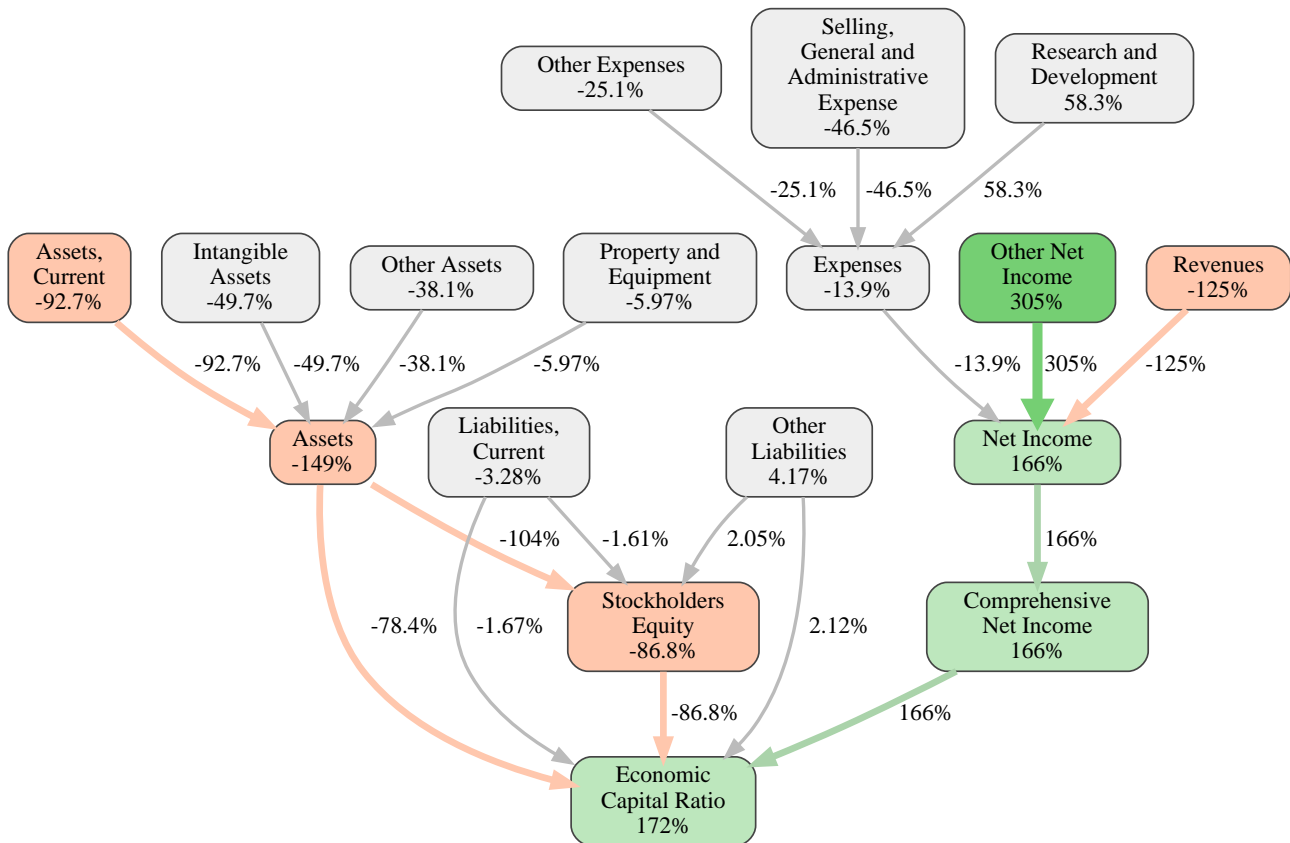 Other Expenses
-25.1%
Selling,
General and
Administrative
Expense
-46.5%
Research and
Development
58.3%
-25.1%
-46.5%
58.3%
Assets,
Current
-92.7%
Intangible
Assets
-49.7%
Other Assets
-38.1%
Property and
Equipment
-5.97%
Expenses
-13.9%
Other Net
Income
305%
Revenues
-125%
-92.7%
-49.7%
-38.1%
-5.97%
-13.9%
305%
-125%
Assets
-149%
Liabilities,
Current
-3.28%
Other
Liabilities
4.17%
Net Income
166%
-104%
-1.61%
2.05%
166%
-78.4%
-1.67%
Stockholders
Equity
-86.8%
2.12%
Comprehensive
Net Income
166%
-86.8%
166%
Economic
Capital Ratio
172%